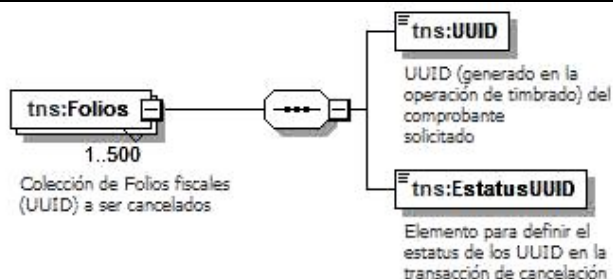 tns:Folios
1..500
Colección de Folios fiscales
(UUID) a ser cancelados
tns:UUID
UUID (generado en la
operación de timbrado) del
comprobante
solicitado
tns:EstatusUUID
Elemento para definir el
estatus de los UUID en la
transacción de cancelación